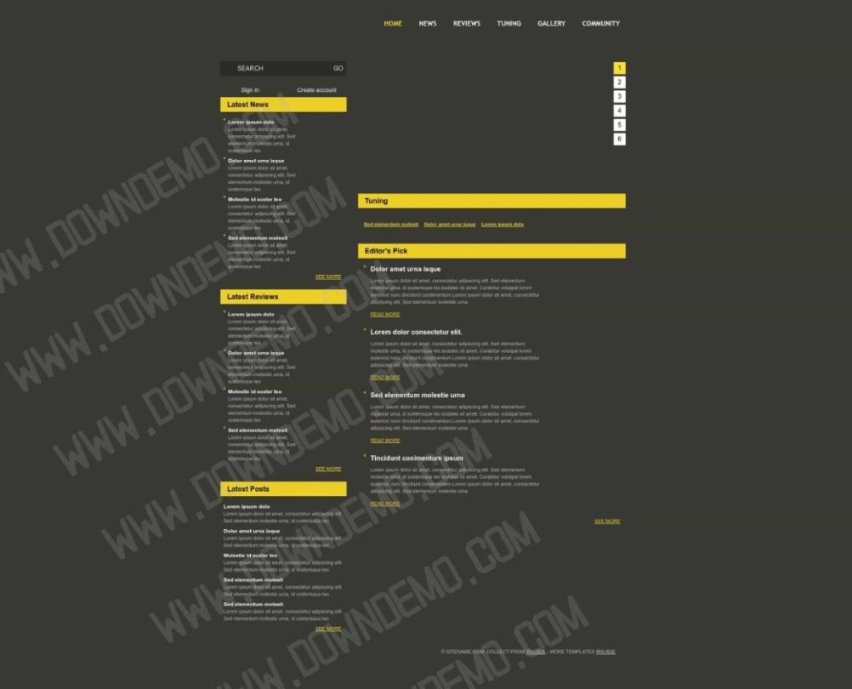 HOME NEWS REVIEWS TUNING GALLERY COMMUNITY
SEARCH GO
Sign in Create account
Latest News
Lorem ipsum dolo
Lorem ipsum dolor sit amet,
consectetur adipiscing elit
Sed elementum molestie, id
scelerisque leo
Dolor amet urna isque
Lorem ipsum dolor sit amet,
consectetur adipiscing elit
Sed elementum molestie urna, id
scelerisque leo
Molestie id sceler leo
Lorem ipsum dolor sit amet,
consectetur adipiscing elit
Sed elementum molestie urna, id
scelerisque leo
Sed elementum molesti
Lorem ipsum dolor sit amet,
consectetur adipiscing elit
Sed elementum molestie urna, id
scelerisque leo
SEE MORE
Latest Reviews
Lorem ipsum dolo
Lorem ipsum dolor sit amet,
consectetur adipiscing elit
Sed elementum molestie urna, id
scelerisque leo
Dolor amet urna isque
Lorem ipsum dolor sit amet,
consectetur adipiscing elit
Sed elementum molestie urna, id
scelerisque leo
Molestie id sceler leo
Lorem ipsum dolor sit amet,
consectetur adipiscing elit
Sed elementum molestie urna, id
scelerisque leo
Sed elementum molesti
Lorem ipsum dolor sit amet,
consectetur adipiscing elit
Sed elementum molestie urna, id
scelerisque leo
SEE MORE
Latest Posts
Lorem ipsum dolo
Lorem ipsum dolor sit amet, consectetur adipiscing elit
Sed elementum molestie urna, id scelerisque leo
Dolor amet urna isque
Lorem ipsum dolor sit amet, consectetur adipiscing elit
Sed elementum molestie urna, id scelerisque leo
Molestie id sceler leo
Lorem ipsum dolor sit amet, consectetur adipiscing elit
Sed elementum molestie urna, id scelerisque leo
Sed elementum molesti
Lorem ipsum dolor sit amet, consectetur adipiscing elit
Sed elementum molestie urna, id scelerisque leo
Sed elementum molesti
Lorem ipsum dolor sit amet, consectetur adipiscing elit
Sed elementum molestie urna, id scelerisque leo
SEE MORE
1
2
3
4
5
6
Tuning
Sed elementum molesti Dolor amet urna isque Lorem ipsum dolo
Editor's Pick
Dolor amet urna isque
Lorem ipsum dolor sit amet, consectetur adipiscing elit. Sed elementum
molestie urna, id scelerisque leo sodales sit amet. Curabitur volutpat lorem
euismod nunc tincidunt condimentum Lorem ipsum dolor sit amet, consectetur
adipiscing elit. Sed elementum molestie urna.
READ MORE
Lorem dolor consectetur elit.
Lorem ipsum dolor sit amet, consectetur adipiscing elit. Sed elementum
molestie urna, id scelerisque leo sodales sit amet. Curabitur volutpat lorem
euismod nunc tincidunt condimentum Lorem ipsum dolor sit amet, consectetur
adipiscing elit. Sed elementum molestie urna.
READ MORE
Sed elementum molestie urna
Lorem ipsum dolor sit amet, consectetur adipiscing elit. Sed elementum
molestie urna, id scelerisque leo sodales sit amet. Curabitur volutpat lorem
euismod nunc tincidunt condimentum Lorem ipsum dolor sit amet, consectetur
adipiscing elit. Sed elementum molestie urna.
READ MORE
Tincidunt conimentum ipsum
Lorem ipsum dolor sit amet, consectetur adipiscing elit. Sed elementum
molestie urna, id scelerisque leo sodales sit amet. Curabitur volutpat lorem
euismod nunc tincidunt condimentum Lorem ipsum dolor sit amet, consectetur
adipiscing elit. Sed elementum molestie urna.
READ MORE
SEE MORE
© SITENAME.COM. COLLECT FROM - MORE TEMPLATES
WWW.DOWNDEMO.COM
WWW.DOWNDEMO.COM
WWW.DOWNDEMO.COM
WWW.DOWNDEMO.COM
WWW.DOWNDEMO.COM
WWW.DOWNDEMO.COM
WWW.DOWNDEMO.COM